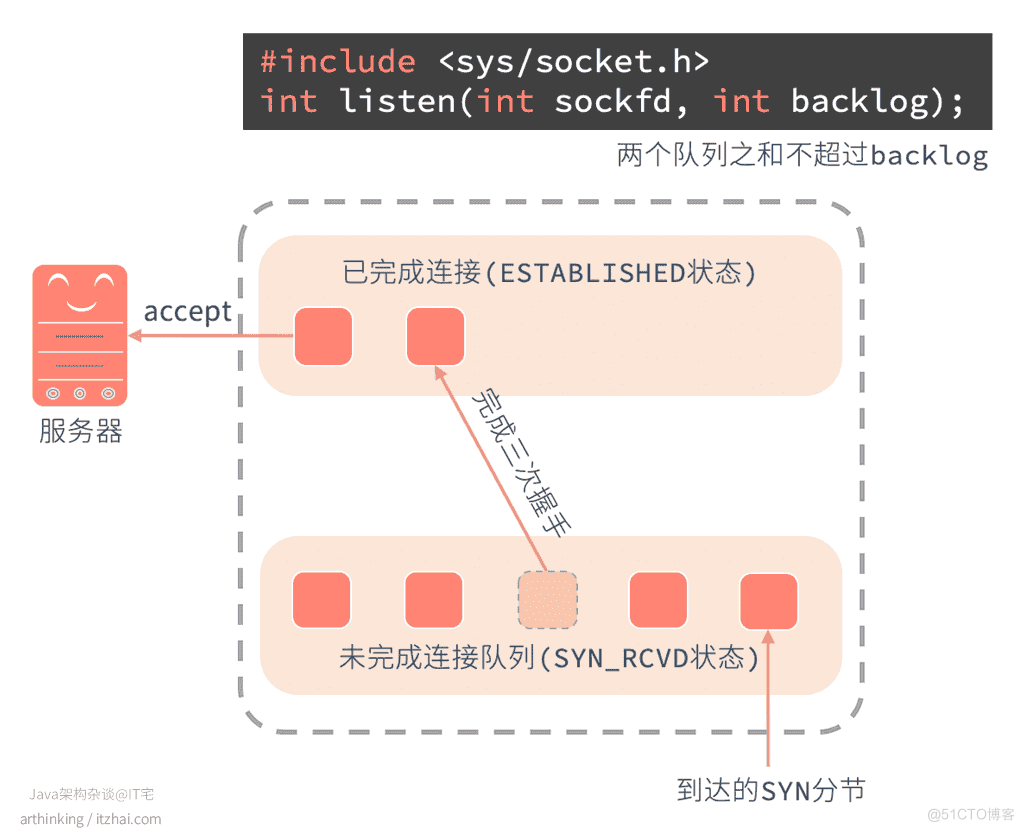 #include <sys/socket.h>
int listen(int sockfd, int backlog);
两个队列之和不超过backlog
已完成连接(ESTABLISHED状态)
accept
服务器
完成三次握手
未完成连接队列(SYN_RCVD状态)
到达的SYN分节
Java架构杂谈@IT宅
arthinking / itzhai.com
@51CTO博客